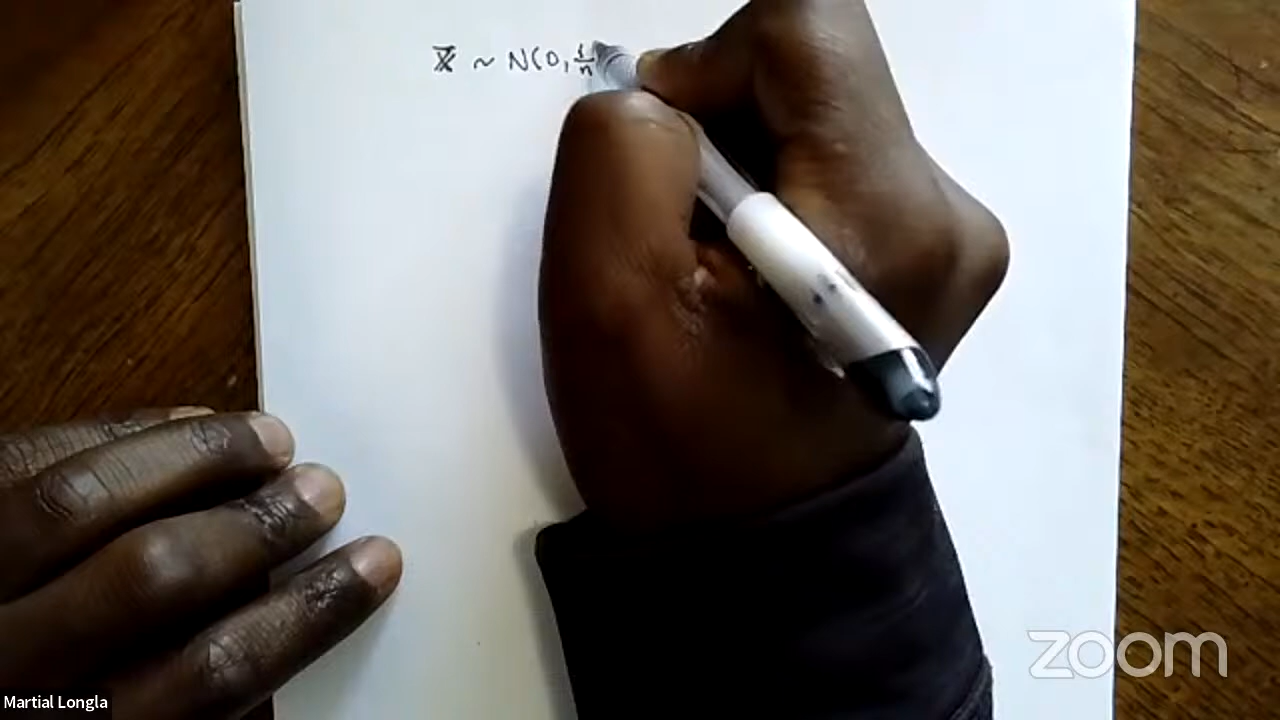 X̄ ~ N(0, 1/n
zoom
Martial Longla